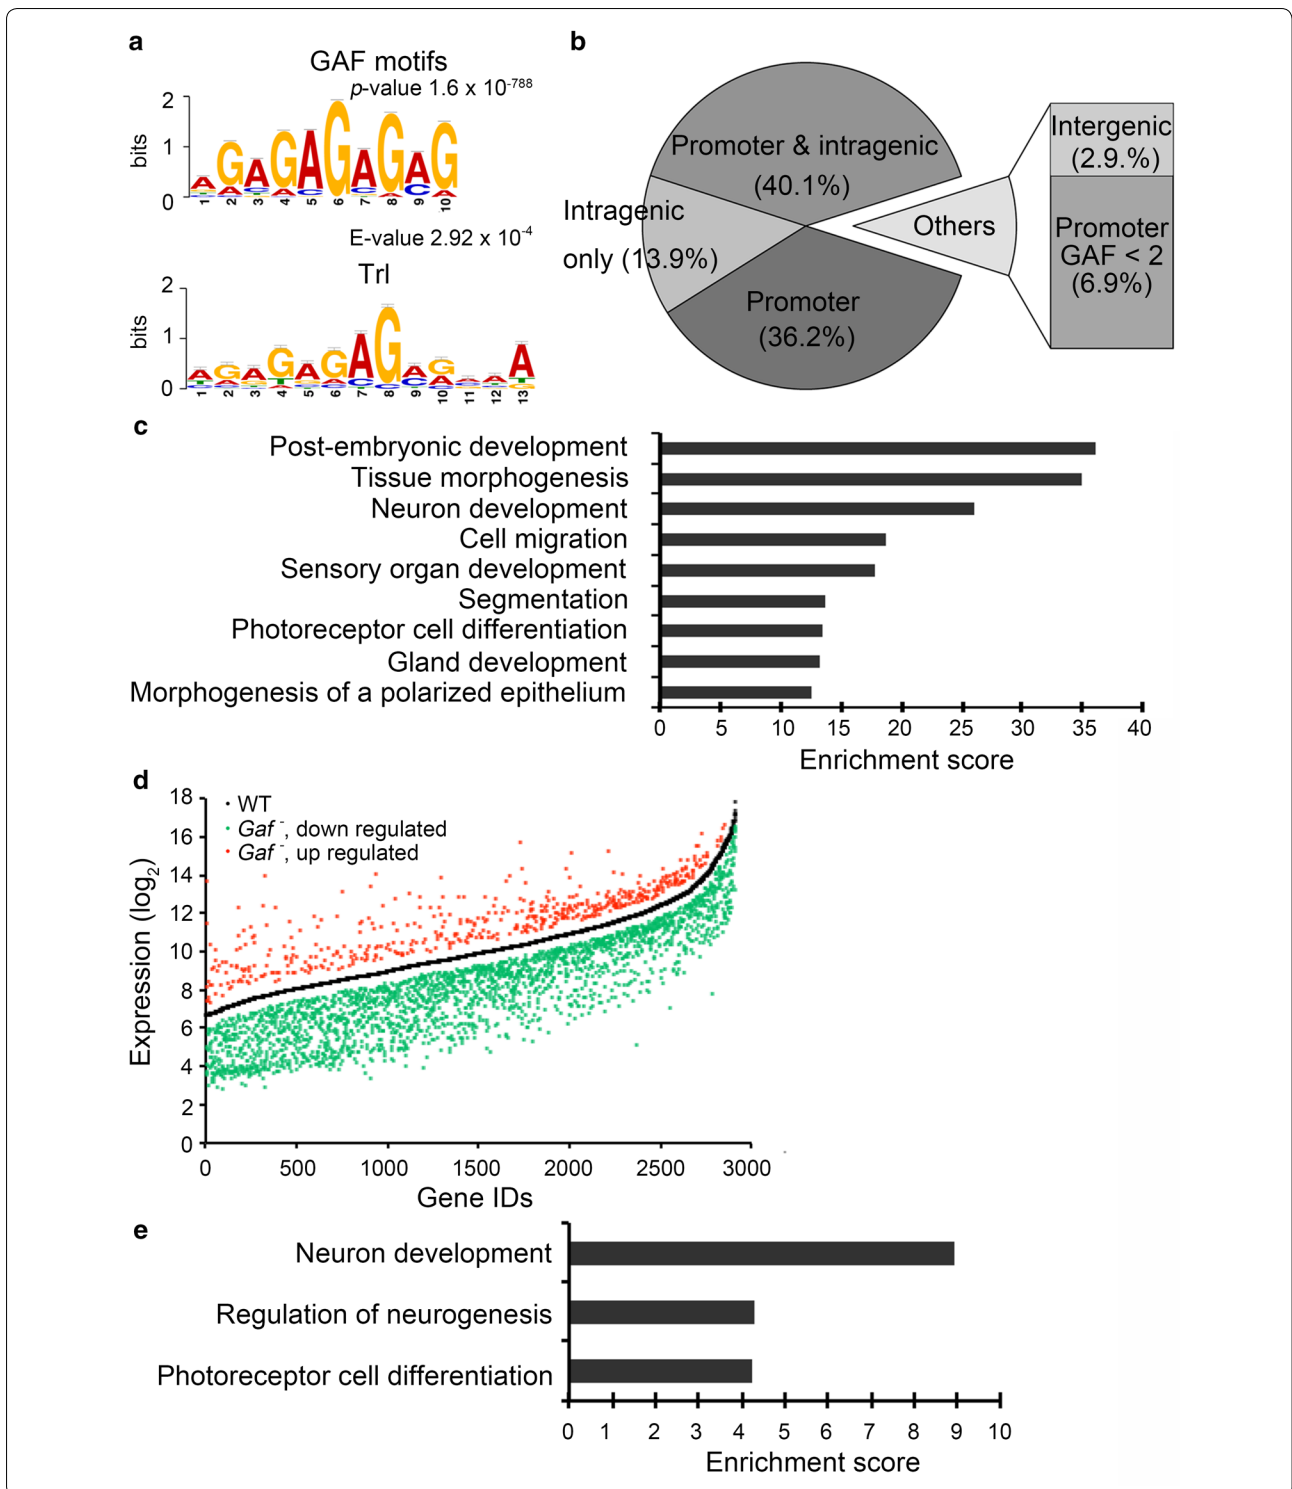 a
GAF motifs
p-value 1.6 x 10-788
bits
2
1
0
1 2 3 4 5 6 7 8 9 10
E-value 2.92 x 10-4
Trl
bits
2
1
0
1 2 3 4 5 6 7 8 9 10 11 12 13
b
Promoter & intragenic
(40.1%)
Intragenic
only (13.9%)
Promoter
(36.2%)
Others
Intergenic
(2.9.%)
Promoter
GAF < 2
(6.9%)
c
Post-embryonic development
Tissue morphogenesis
Neuron development
Cell migration
Sensory organ development
Segmentation
Photoreceptor cell differentiation
Gland development
Morphogenesis of a polarized epithelium
0 5 10 15 20 25 30 35 40
Enrichment score
d
WT
Gaf -, down regulated
Gaf -, up regulated
Expression (log2)
18
16
14
12
10
8
6
4
2
0
0 500 1000 1500 2000 2500 3000
Gene IDs
e
Neuron development
Regulation of neurogenesis
Photoreceptor cell differentiation
0 1 2 3 4 5 6 7 8 9 10
Enrichment score